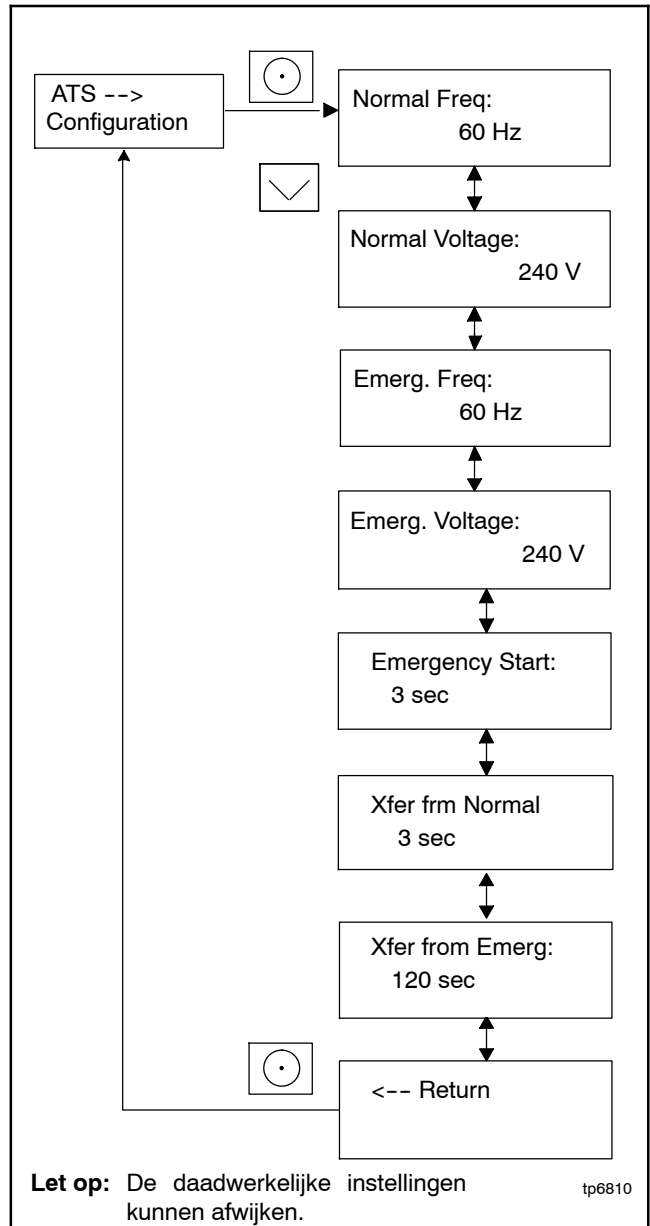 ATS -->
Configuration
Normal Freq:
60 Hz
Normal Voltage:
240 V
Emerg. Freq:
60 Hz
Emerg. Voltage:
240 V
Emergency Start:
3 sec
Xfer frm Normal
3 sec
Xfer from Emerg:
120 sec
<-- Return
Let op: De daadwerkelijke instellingen
kunnen afwijken.
tp6810